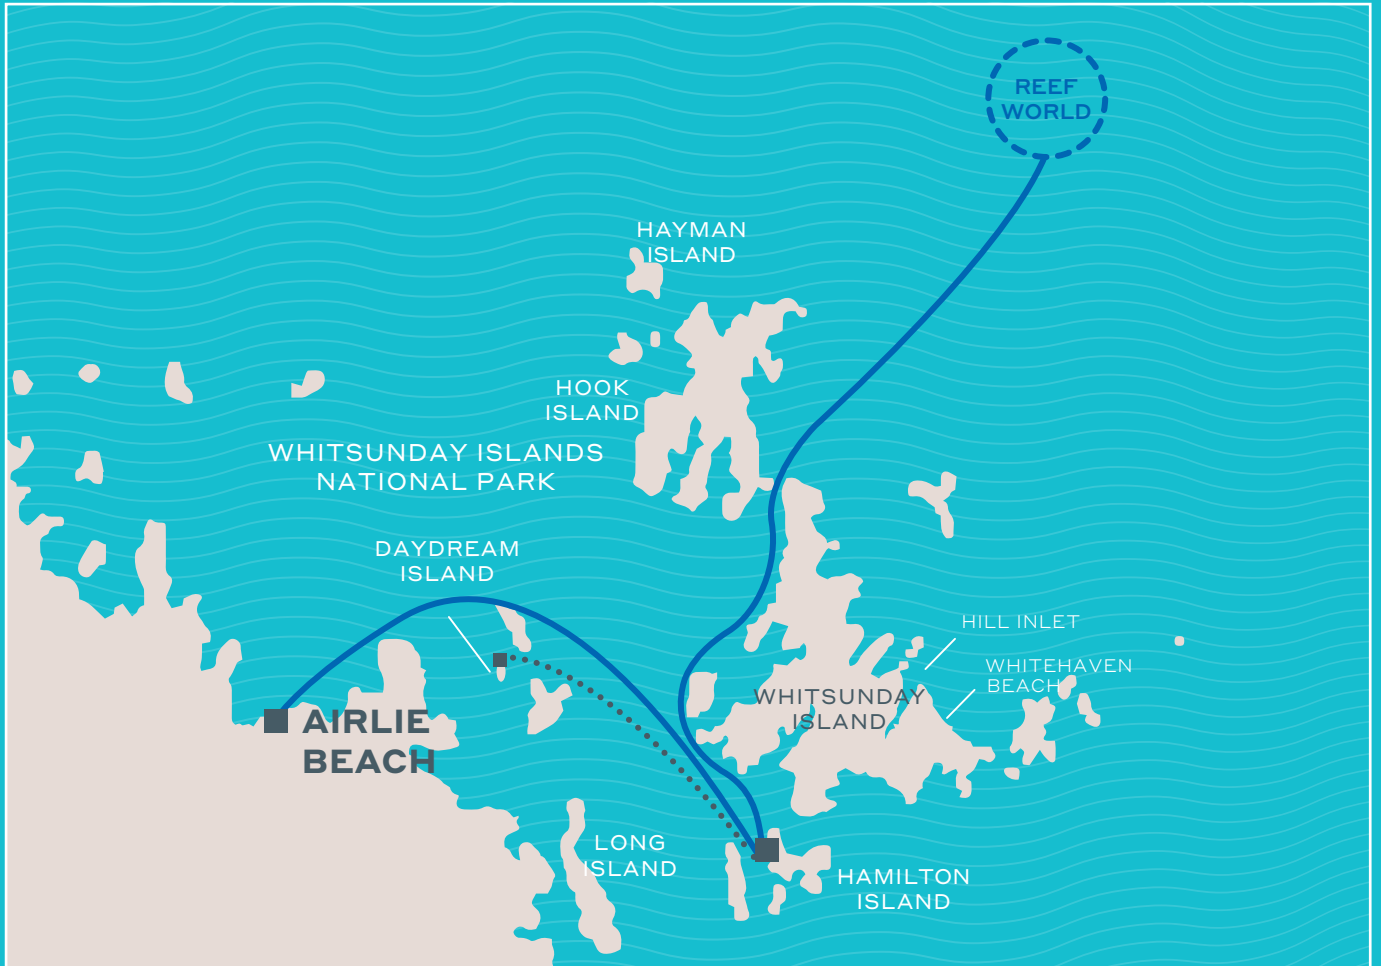 REEF
WORLD
HAYMAN
ISLAND
HOOK
ISLAND
WHITSUNDAY ISLANDS
NATIONAL PARK
DAYDREAM
ISLAND
HILL INLET
WHITEHAVEN
BEACH
WHITSUNDAY
ISLAND
AIRLIE
BEACH
LONG
ISLAND
HAMILTON
ISLAND